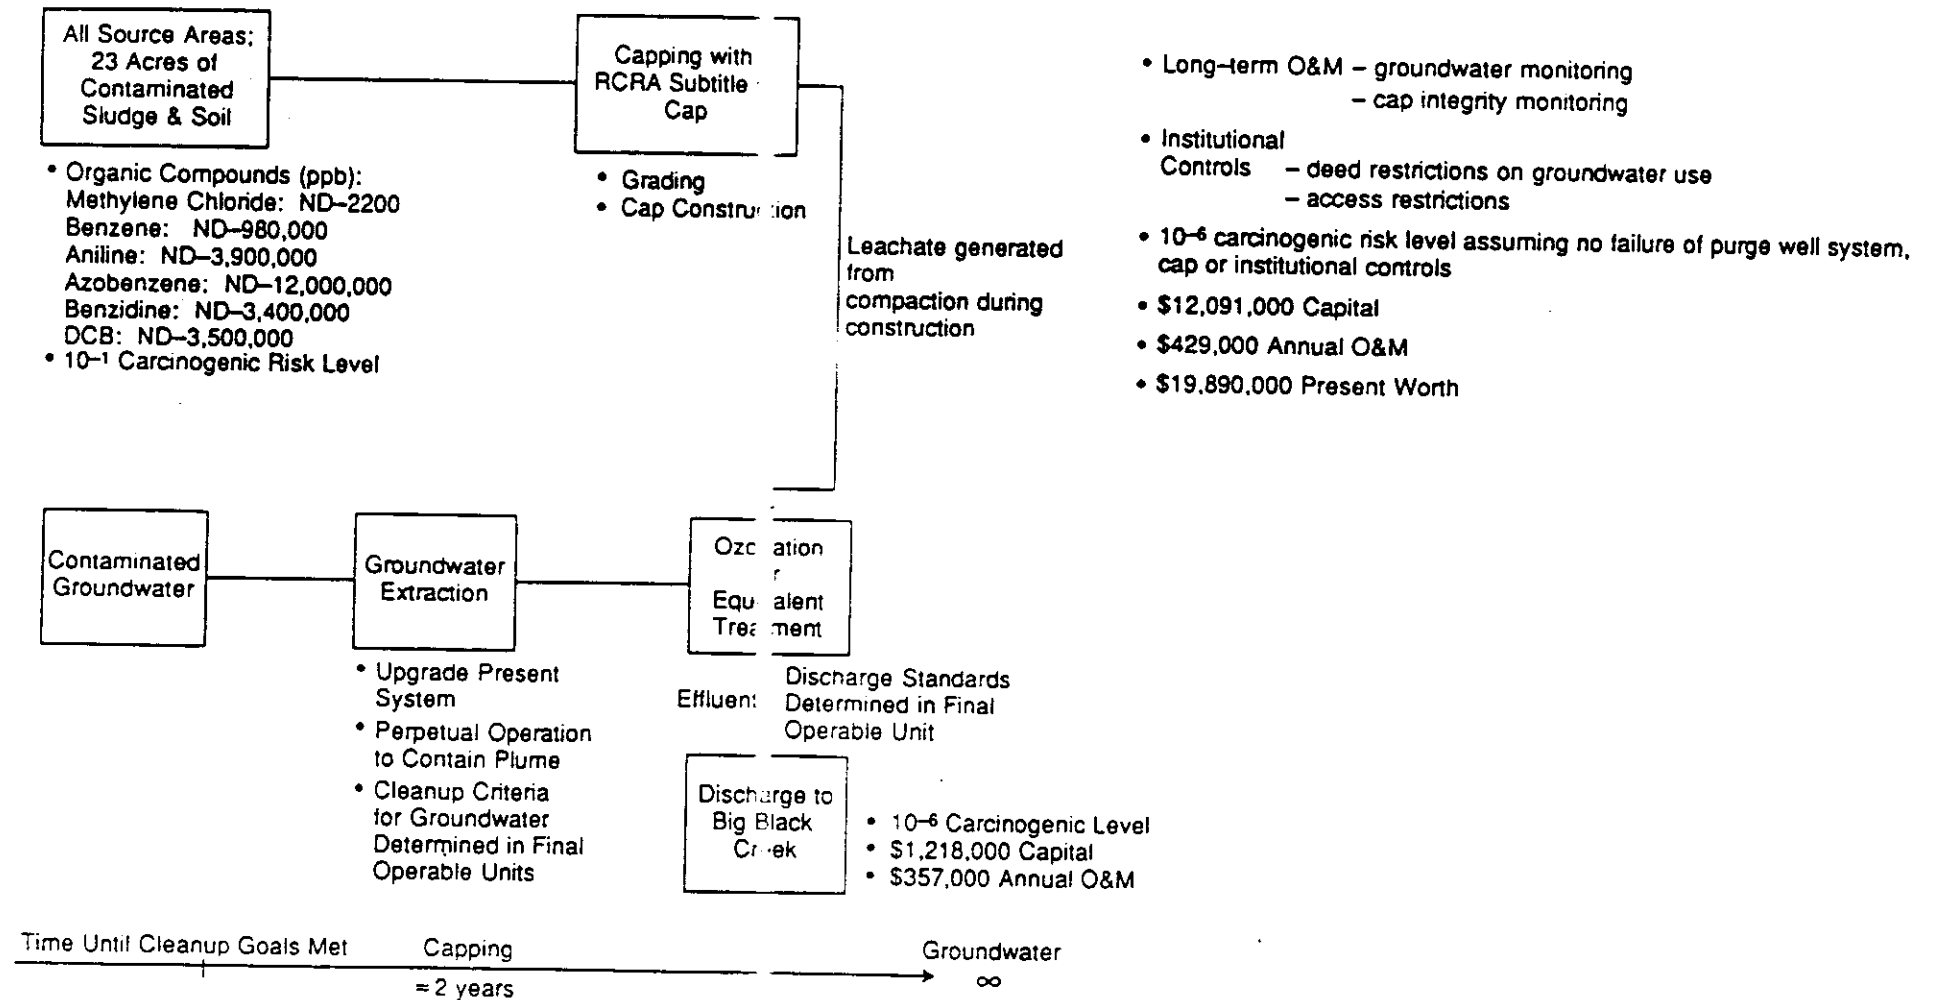 All Source Areas;
23 Acres of
Contaminated
Sludge & Soil
• Organic Compounds (ppb):
Methylene Chloride: ND–2200
Benzene: ND–980,000
Aniline: ND–3,900,000
Azobenzene: ND–12,000,000
Benzidine: ND–3,400,000
DCB: ND–3,500,000
• 10–1 Carcinogenic Risk Level
Capping with
RCRA Subtitle
Cap
• Grading
• Cap Construction
Leachate generated
from
compaction during
construction
• Long–term O&M – groundwater monitoring
– cap integrity monitoring
• Institutional
Controls – deed restrictions on groundwater use
– access restrictions
• 10–6 carcinogenic risk level assuming no failure of purge well system,
cap or institutional controls
• $12,091,000 Capital
• $429,000 Annual O&M
• $19,890,000 Present Worth
Contaminated
Groundwater
Groundwater
Extraction
• Upgrade Present
System
• Perpetual Operation
to Contain Plume
• Cleanup Criteria
for Groundwater
Determined in Final
Operable Units
Ozonation
Equivalent
Treatment
Effluent
Discharge Standards
Determined in Final
Operable Unit
Discharge to
Big Black
Creek
• 10–6 Carcinogenic Level
• $1,218,000 Capital
• $357,000 Annual O&M
Time Until Cleanup Goals Met Capping Groundwater
≈ 2 years ∞